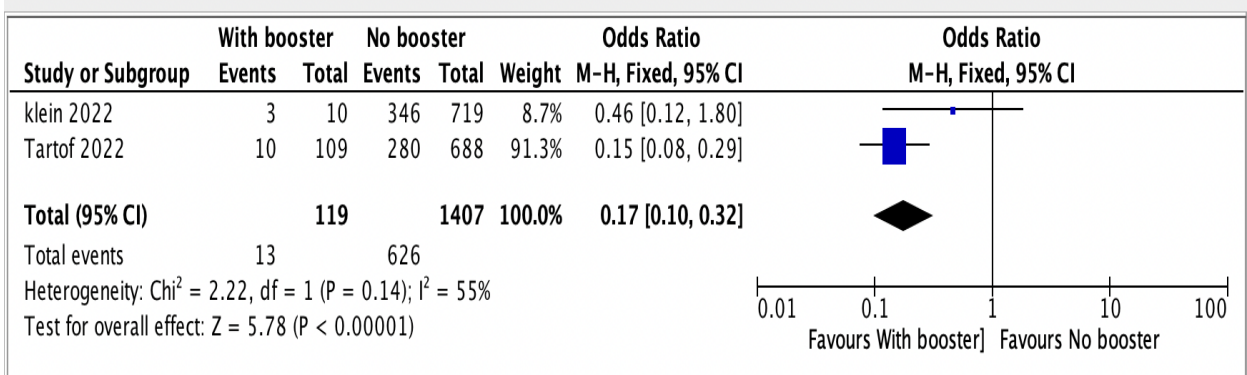 With booster No booster Odds Ratio Odds Ratio
Study or Subgroup Events Total Events Total Weight M-H, Fixed, 95% CI M-H, Fixed, 95% CI
klein 2022 3 10 346 719 8.7% 0.46 [0.12, 1.80]
Tartof 2022 10 109 280 688 91.3% 0.15 [0.08, 0.29]
Total (95% CI) 119 1407 100.0% 0.17 [0.10, 0.32]
Total events 13 626
Heterogeneity: Chi² = 2.22, df = 1 (P = 0.14); I² = 55%
Test for overall effect: Z = 5.78 (P < 0.00001)
0.01 0.1 1 10 100
Favours With booster] Favours No booster